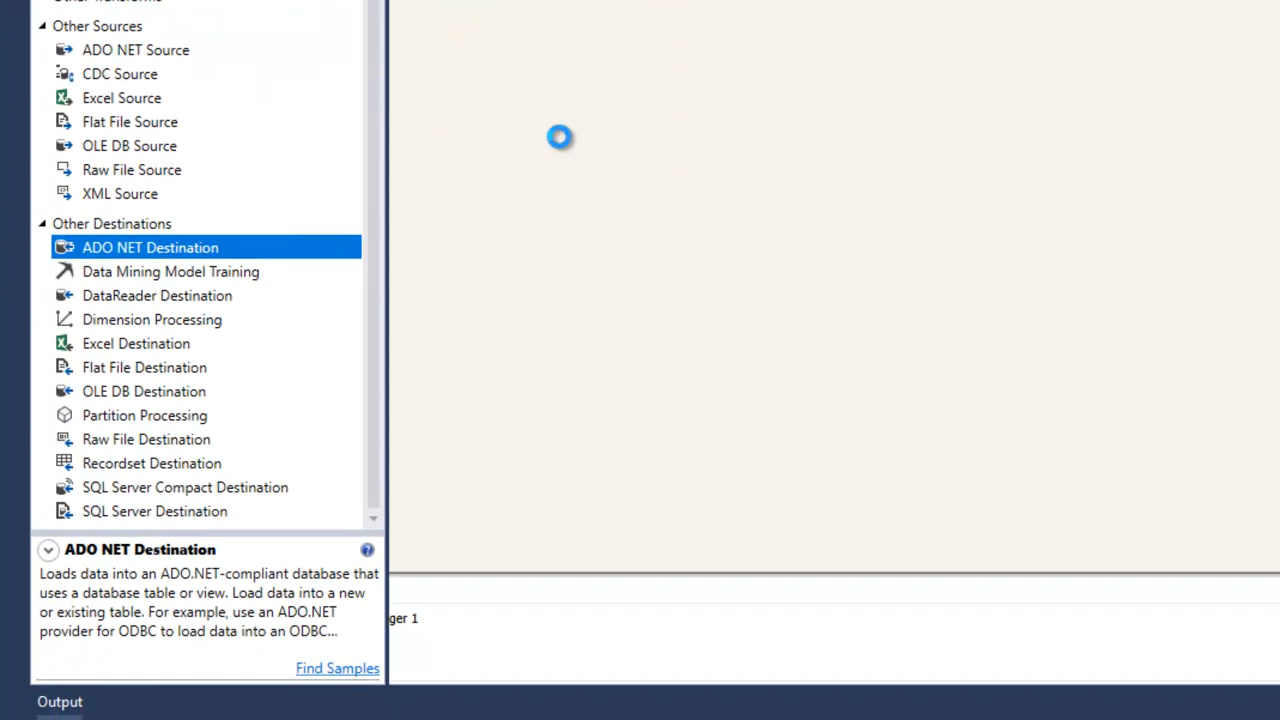 Other Transforms
Other Sources
ADO NET Source
CDC Source
Excel Source
Flat File Source
OLE DB Source
Raw File Source
XML Source
Other Destinations
ADO NET Destination
Data Mining Model Training
DataReader Destination
Dimension Processing
Excel Destination
Flat File Destination
OLE DB Destination
Partition Processing
Raw File Destination
Recordset Destination
SQL Server Compact Destination
SQL Server Destination
ADO NET Destination
Loads data into an ADO.NET-compliant database that
uses a database table or view. Load data into a new
or existing table. For example, use an ADO.NET
provider for ODBC to load data into an ODBC...
ger 1
Find Samples
Output